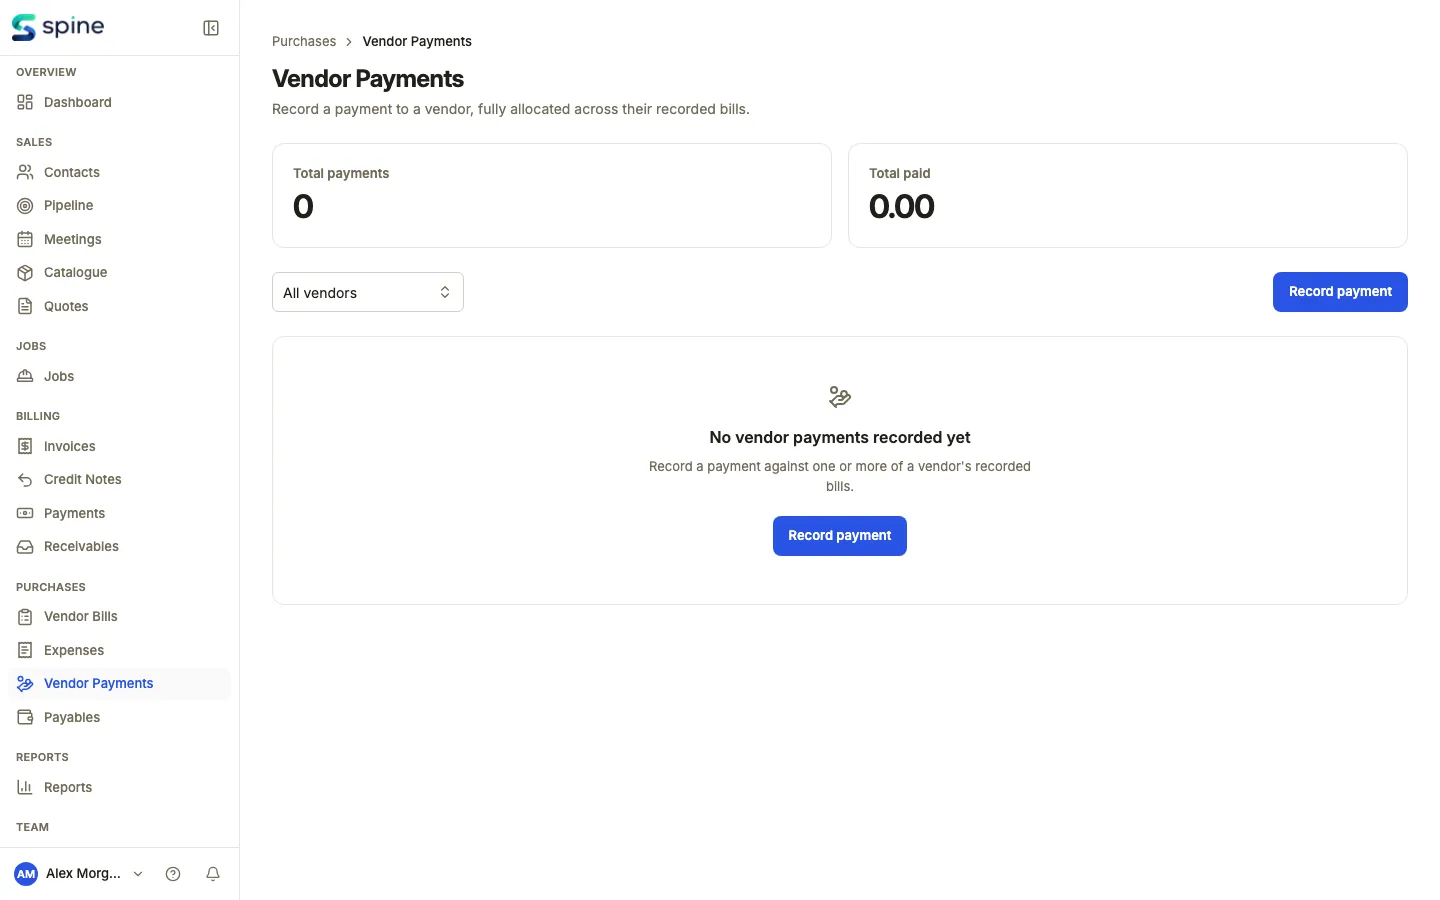 spine
OVERVIEW
Dashboard
SALES
Contacts
Pipeline
Meetings
Catalogue
Quotes
JOBS
Jobs
BILLING
Invoices
Credit Notes
Payments
Receivables
PURCHASES
Vendor Bills
Expenses
Vendor Payments
Payables
REPORTS
Reports
TEAM
AM Alex Morg...
Purchases > Vendor Payments
Vendor Payments
Record a payment to a vendor, fully allocated across their recorded bills.
Total payments
0
Total paid
0.00
All vendors
Record payment
No vendor payments recorded yet
Record a payment against one or more of a vendor's recorded
bills.
Record payment